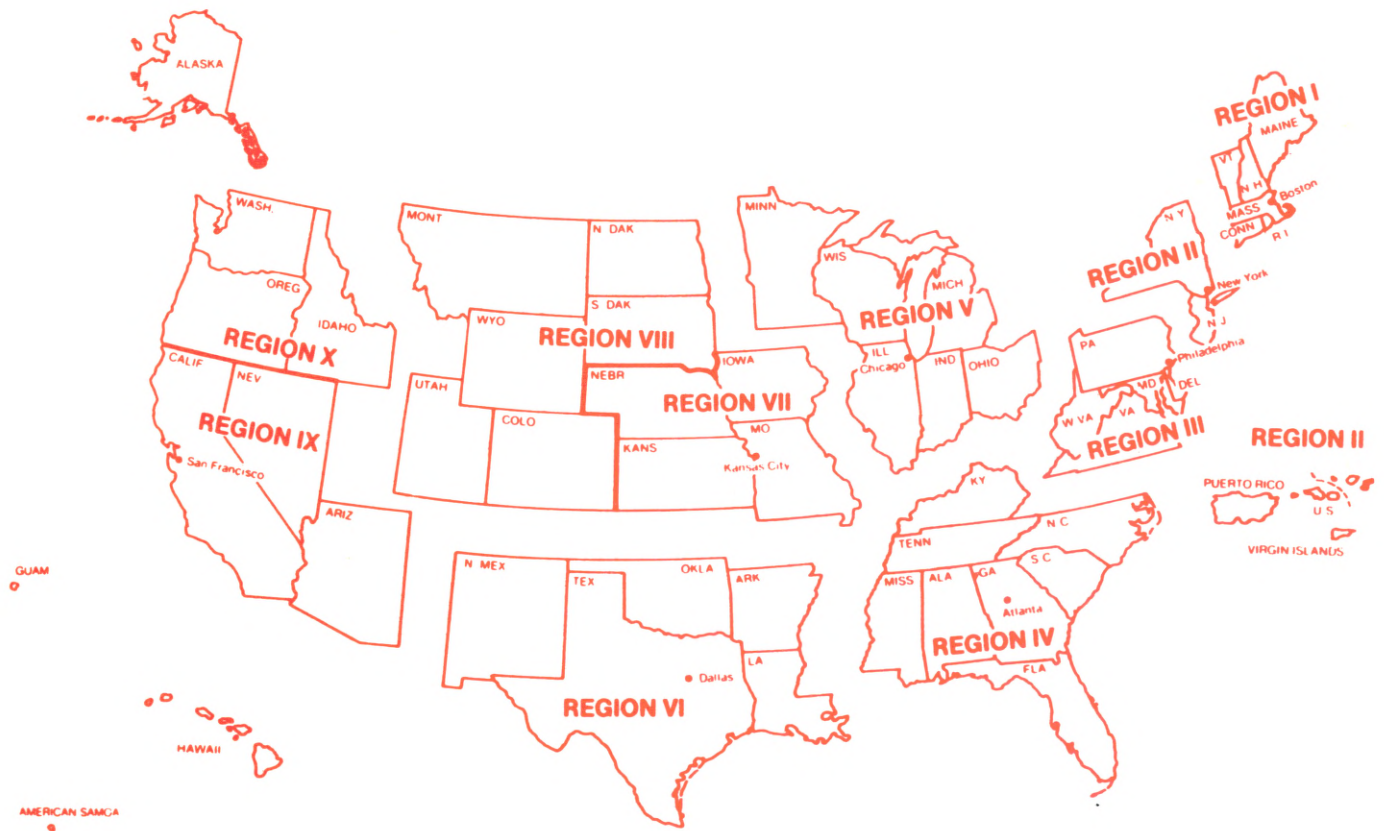 ALASKA
REGION I
MAINE
VT
N H
Boston
MASS
CONN
R I
N Y
REGION II
New York
N J
WASH.
OREG
IDAHO
REGION X
MONT
N DAK
S DAK
WYO
REGION VIII
UTAH
COLO
MINN
WIS
MICH
REGION V
ILL
Chicago
IND
OHIO
PA
Philadelphia
MD
DEL
W VA
VA
REGION III
CALIF
NEV
REGION IX
San Francisco
ARIZ
NEBR
IOWA
REGION VII
KANS
MO
Kansas City
REGION II
PUERTO RICO
U S
VIRGIN ISLANDS
KY
TENN
N C
S C
MISS
ALA
GA
Atlanta
REGION IV
FLA
N MEX
TEX
OKLA
ARK
LA
Dallas
REGION VI
GUAM
HAWAII
AMERICAN SAMOA